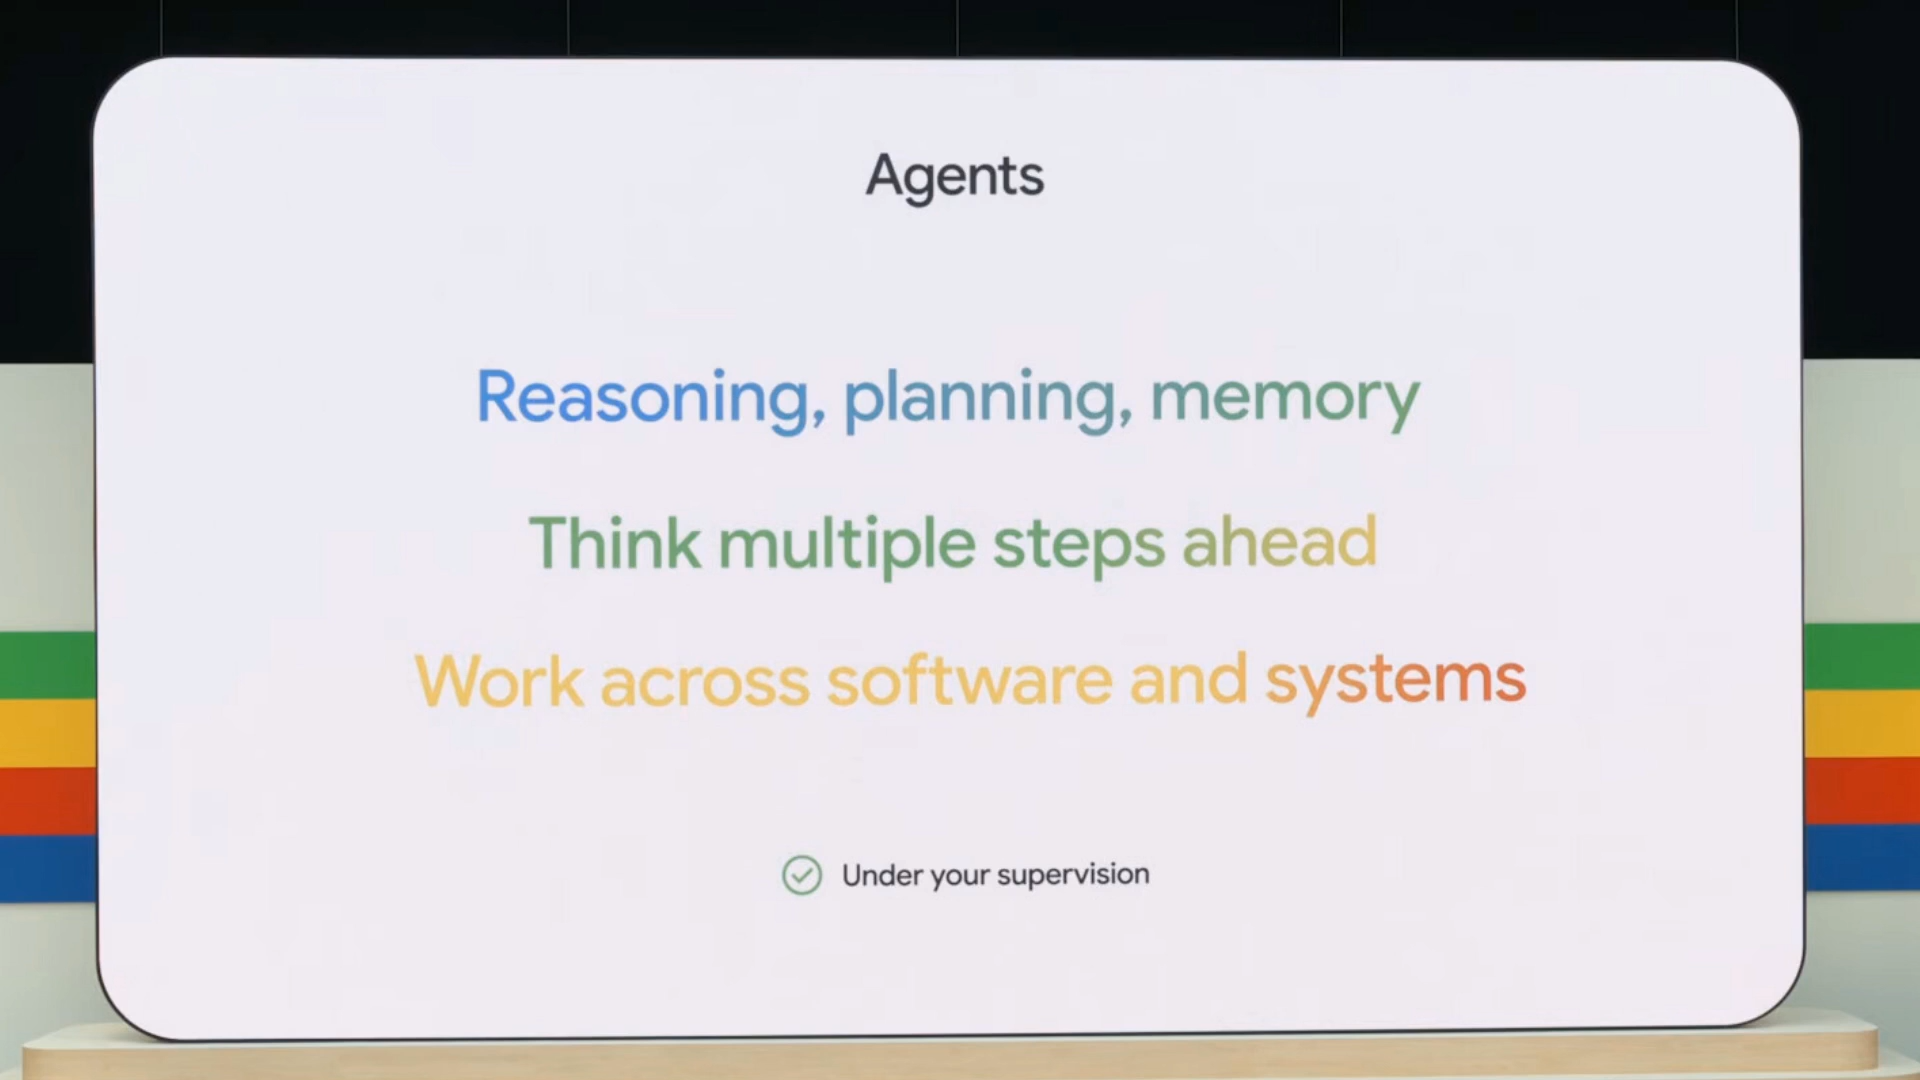 Agents
Reasoning, planning, memory
Think multiple steps ahead
Work across software and systems
Under your supervision